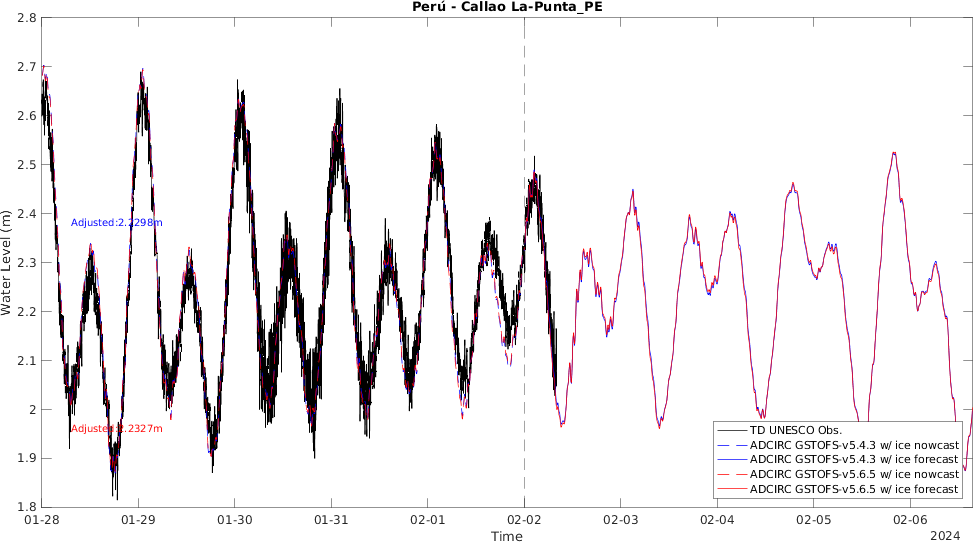 Perú - Callao La-Punta_PE
2.8
2.7
2.6
2.5
2.4
2.3
2.2
2.1
2
1.9
1.8
Water Level (m)
Adjusted:2.2298m
Adjusted:2.2327m
TD UNESCO Obs.
ADCIRC GSTOFS-v5.4.3 w/ ice nowcast
ADCIRC GSTOFS-v5.4.3 w/ ice forecast
ADCIRC GSTOFS-v5.6.5 w/ ice nowcast
ADCIRC GSTOFS-v5.6.5 w/ ice forecast
01-28 01-29 01-30 01-31 02-01 02-02 02-03 02-04 02-05 02-06
Time
2024